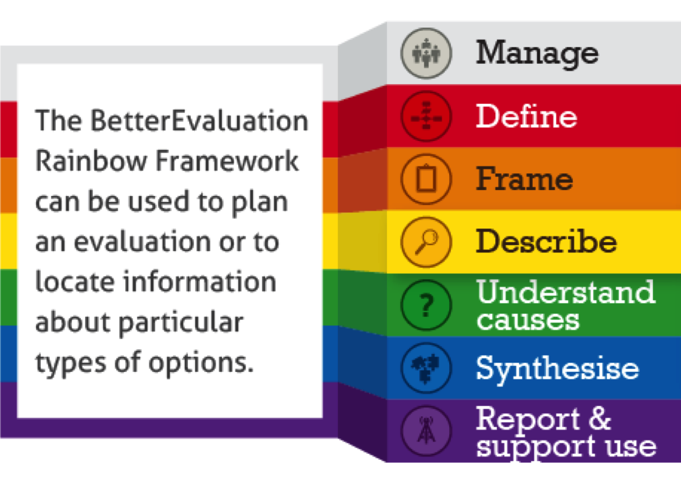 The BetterEvaluation
Rainbow Framework
can be used to plan
an evaluation or to
locate information
about particular
types of options.
Manage
Define
Frame
Describe
?
Understand
causes
Synthesise
Report &
support use